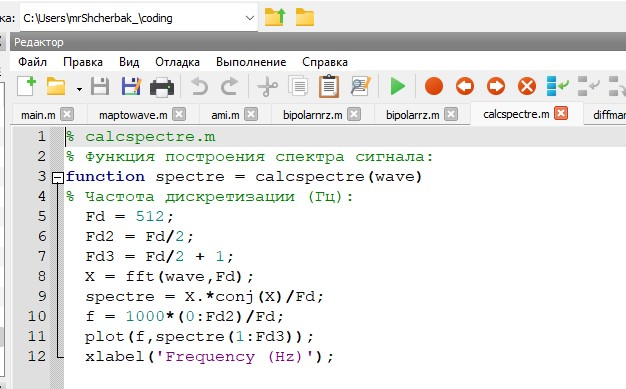 ка: C:\Users\mrShcherbak_\coding
Редактор
Файл Правка Вид Отладка Выполнение Справка
main.m maptowave.m ami.m bipolarnrz.m bipolarrz.m calcspectre.m diffmar
1 % calcspectre.m
2 % Функция построения спектра сигнала:
3 function spectre = calcspectre(wave)
4 % Частота дискретизации (Гц):
5 Fd = 512;
6 Fd2 = Fd/2;
7 Fd3 = Fd/2 + 1;
8 X = fft(wave,Fd);
9 spectre = X.*conj(X)/Fd;
10 f = 1000*(0:Fd2)/Fd;
11 plot(f,spectre(1:Fd3));
12 xlabel('Frequency (Hz)');